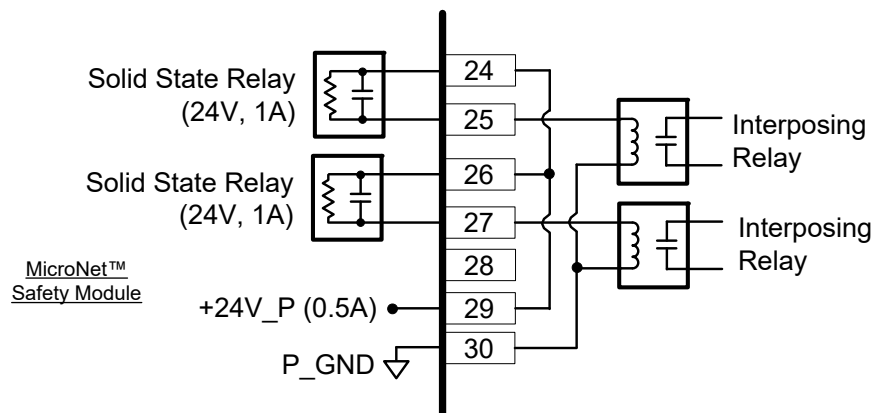 Solid State Relay
(24V, 1A)
24
25
Interposing
Relay
Solid State Relay
(24V, 1A)
26
27
Interposing
Relay
28
MicroNet™
Safety Module
+24V_P (0.5A)
29
P_GND
30